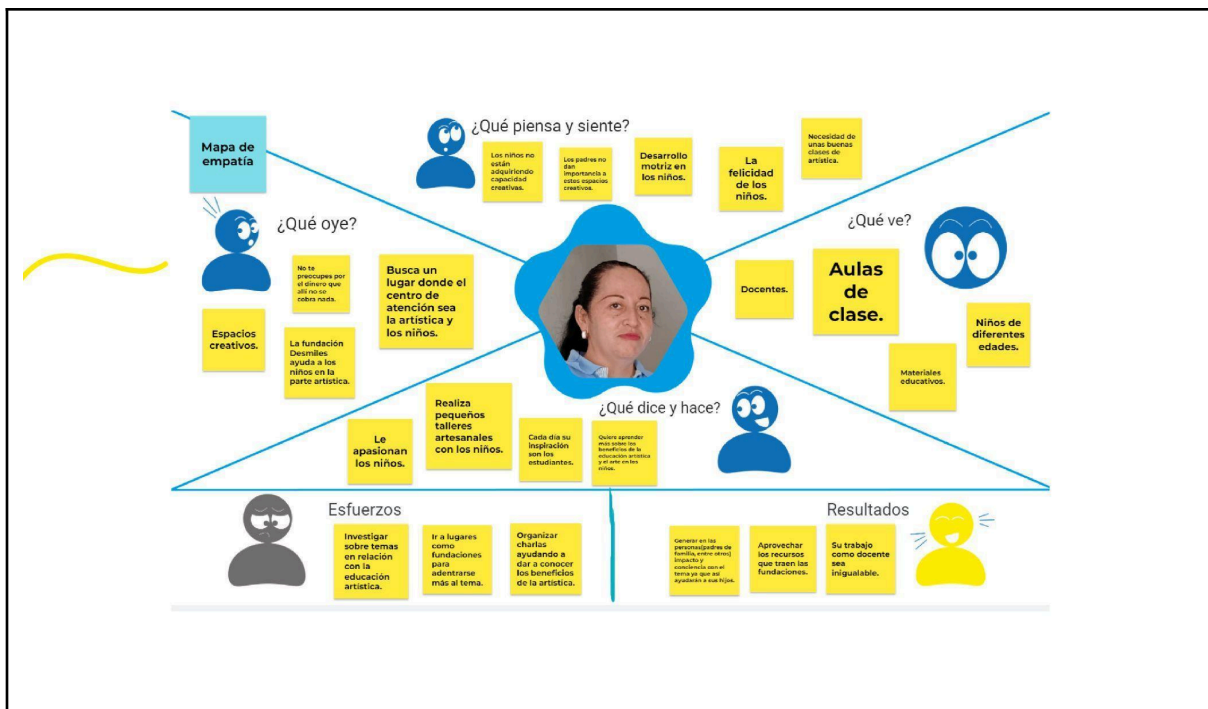 Mapa de
empatía
¿Qué piensa y siente?
Los niños no
están
adquiriendo
capacidad
creativas.
Los padres no
dan
importancia a
estos espacios
creativos.
Desarrollo
motriz en
los niños.
La
felicidad
de los
niños.
Necesidad de
unas buenas
clases de
artística.
¿Qué oye?
No te
preocupes por
el dinero que
allí no se
cobra nada.
Busca un
lugar donde el
centro de
atención sea
la artística y
los niños.
Espacios
creativos.
La fundación
Desmiles
ayuda a los
niños en la
parte artística.
¿Qué ve?
Docentes.
Aulas
de
clase.
Niños de
diferentes
edades.
Materiales
educativos.
¿Qué dice y hace?
Le
apasionan
los niños.
Realiza
pequeños
talleres
artesanales
con los niños.
Cada día su
inspiración
son los
estudiantes.
Quiere aprender
más sobre los
beneficios de la
educación artística
y el arte en los
niños.
Esfuerzos
Investigar
sobre temas
en relación
con la
educación
artística.
Ir a lugares
como
fundaciones
para
adentrarse
más al tema.
Organizar
charlas
ayudando a
dar a conocer
los beneficios
de la artística.
Resultados
Generar en las
personas(padres de
familia, entre otros)
impacto y
conciencia son el
tema ya que así
ayudarán a sus hijos.
Aprovechar
los recursos
que traen las
fundaciones.
Su trabajo
como docente
sea
inigualable.